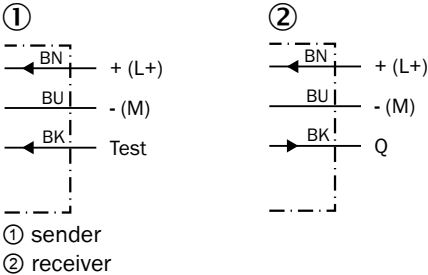 ① ②
BN + (L+) BN + (L+)
BU - (M) BU - (M)
BK Test BK Q
① sender
② receiver